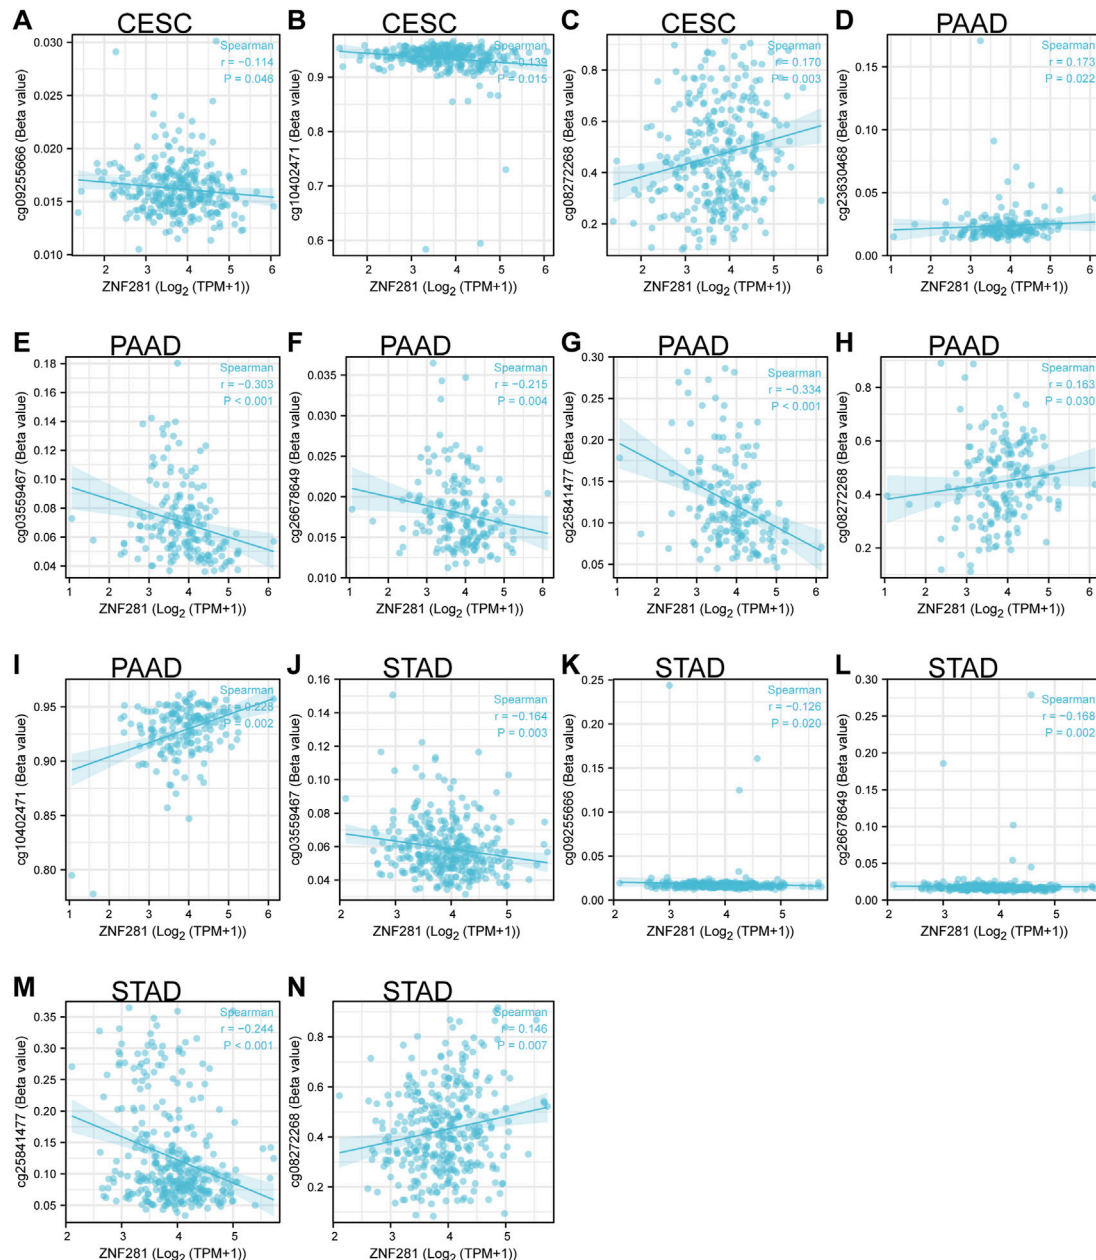 A CESC
cg09255666 (Beta value)
0.030
0.025
0.020
0.015
0.010
Spearman
r = −0.114
P = 0.046
2 3 4 5 6
ZNF281 (Log2 (TPM+1))
B CESC
cg10402471 (Beta value)
0.9
0.8
0.7
0.6
Spearman
0.139
P = 0.015
2 3 4 5 6
ZNF281 (Log2 (TPM+1))
C CESC
cg08272268 (Beta value)
0.8
0.6
0.4
0.2
Spearman
r = 0.170
P = 0.003
2 3 4 5 6
ZNF281 (Log2 (TPM+1))
D PAAD
cg23630468 (Beta value)
0.15
0.10
0.05
0.00
Spearman
r = 0.173
P = 0.022
1 2 3 4 5 6
ZNF281 (Log2 (TPM+1))
E PAAD
cg03559467 (Beta value)
0.18
0.16
0.14
0.12
0.10
0.08
0.06
0.04
Spearman
r = −0.303
P < 0.001
1 2 3 4 5 6
ZNF281 (Log2 (TPM+1))
F PAAD
cg26678649 (Beta value)
0.035
0.030
0.025
0.020
0.010
Spearman
r = −0.215
P = 0.004
1 2 3 4 5 6
ZNF281 (Log2 (TPM+1))
G PAAD
cg25841477 (Beta value)
0.30
0.25
0.20
0.15
0.10
0.05
Spearman
r = −0.334
P < 0.001
1 2 3 4 5 6
ZNF281 (Log2 (TPM+1))
H PAAD
cg08272268 (Beta value)
0.8
0.6
0.4
0.2
Spearman
r = 0.163
P = 0.030
1 2 3 4 5 6
ZNF281 (Log2 (TPM+1))
I PAAD
cg10402471 (Beta value)
0.95
0.90
0.85
0.80
Spearman
0.228
P = 0.002
1 2 3 4 5 6
ZNF281 (Log2 (TPM+1))
J STAD
cg03559467 (Beta value)
0.16
0.14
0.12
0.10
0.08
0.06
0.04
Spearman
r = −0.164
P = 0.003
2 3 4 5
ZNF281 (Log2 (TPM+1))
K STAD
cg09255666 (Beta value)
0.25
0.20
0.15
0.10
0.05
0.00
Spearman
r = −0.126
P = 0.020
2 3 4 5
ZNF281 (Log2 (TPM+1))
L STAD
cg26678649 (Beta value)
0.30
0.25
0.20
0.15
0.10
0.05
0.00
Spearman
r = −0.168
P = 0.002
2 3 4 5
ZNF281 (Log2 (TPM+1))
M STAD
cg25841477 (Beta value)
0.35
0.30
0.25
0.20
0.15
0.10
0.05
Spearman
r = −0.244
P < 0.001
2 3 4 5
ZNF281 (Log2 (TPM+1))
N STAD
cg08272268 (Beta value)
0.8
0.6
0.4
0.2
Spearman
r = 0.146
P = 0.007
2 3 4 5
ZNF281 (Log2 (TPM+1))